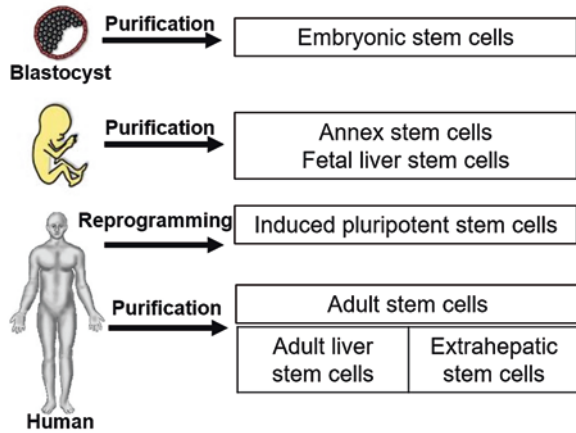 Purification
Embryonic stem cells
Blastocyst
Purification
Annex stem cells
Fetal liver stem cells
Reprogramming
Induced pluripotent stem cells
Purification
Adult stem cells
Adult liver
stem cells
Extrahepatic
stem cells
Human